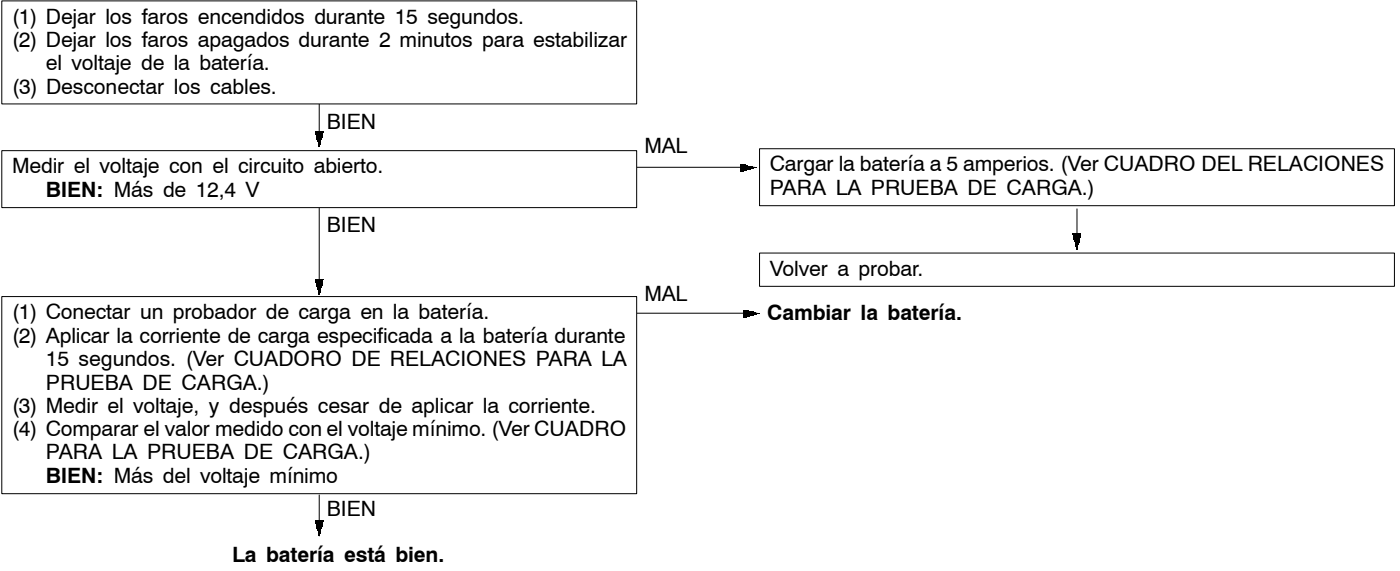 (1) Dejar los faros encendidos durante 15 segundos.
(2) Dejar los faros apagados durante 2 minutos para estabilizar
el voltaje de la batería.
(3) Desconectar los cables.
BIEN
Medir el voltaje con el circuito abierto.
BIEN: Más de 12,4 V
MAL
Cargar la batería a 5 amperios. (Ver CUADRO DEL RELACIONES
PARA LA PRUEBA DE CARGA.)
Volver a probar.
BIEN
(1) Conectar un probador de carga en la batería.
(2) Aplicar la corriente de carga especificada a la batería durante
15 segundos. (Ver CUADORO DE RELACIONES PARA LA
PRUEBA DE CARGA.)
(3) Medir el voltaje, y después cesar de aplicar la corriente.
(4) Comparar el valor medido con el voltaje mínimo. (Ver CUADRO
PARA LA PRUEBA DE CARGA.)
BIEN: Más del voltaje mínimo
MAL
Cambiar la batería.
BIEN
La batería está bien.